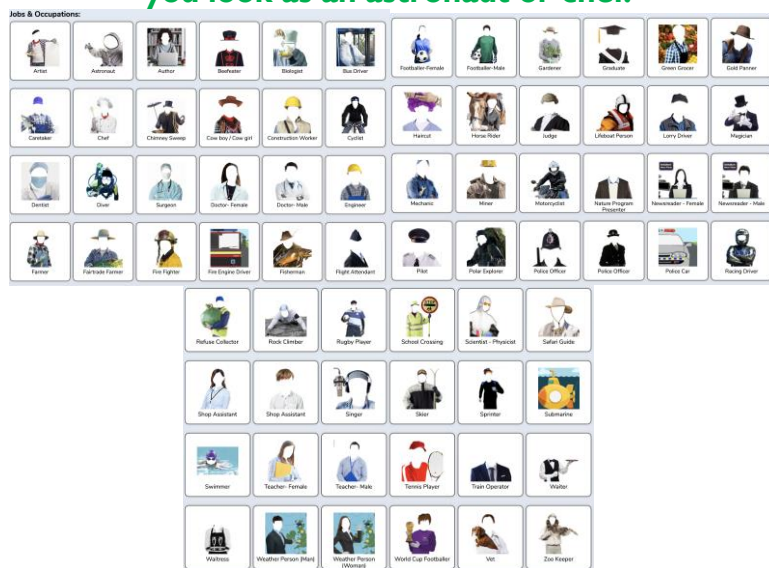 you look as an astronaut or chef.
Jobs & Occupations:
Artist
Astronaut
Author
Beefeater
Biologist
Bus Driver
Footballer-Female
Footballer-Male
Gardener
Graduate
Green Grocer
Gold Panner
Caretaker
Chef
Chimney Sweep
Cow boy / Cow girl
Construction Worker
Cyclist
Haircut
Horse Rider
Judge
Lifeboat Person
Lorry Driver
Magician
Dentist
Diver
Surgeon
Doctor- Female
Doctor- Male
Engineer
Mechanic
Miner
Motorcyclist
Nature Program
Presenter
Newsreader - Female
Newsreader - Male
Farmer
Fairtrade Farmer
Fire Fighter
Fire Engine Driver
Fisherman
Flight Attendant
Pilot
Polar Explorer
Police Officer
Police Officer
Police Car
Racing Driver
Refuse Collector
Rock Climber
Rugby Player
School Crossing
Scientist - Physicist
Safari Guide
Shop Assistant
Shop Assistant
Singer
Skier
Sprinter
Submarine
Swimmer
Teacher- Female
Teacher- Male
Tennis Player
Train Operator
Waiter
Waitress
Weather Person (Man)
Weather Person
(Woman)
World Cup Footballer
Vet
Zoo Keeper